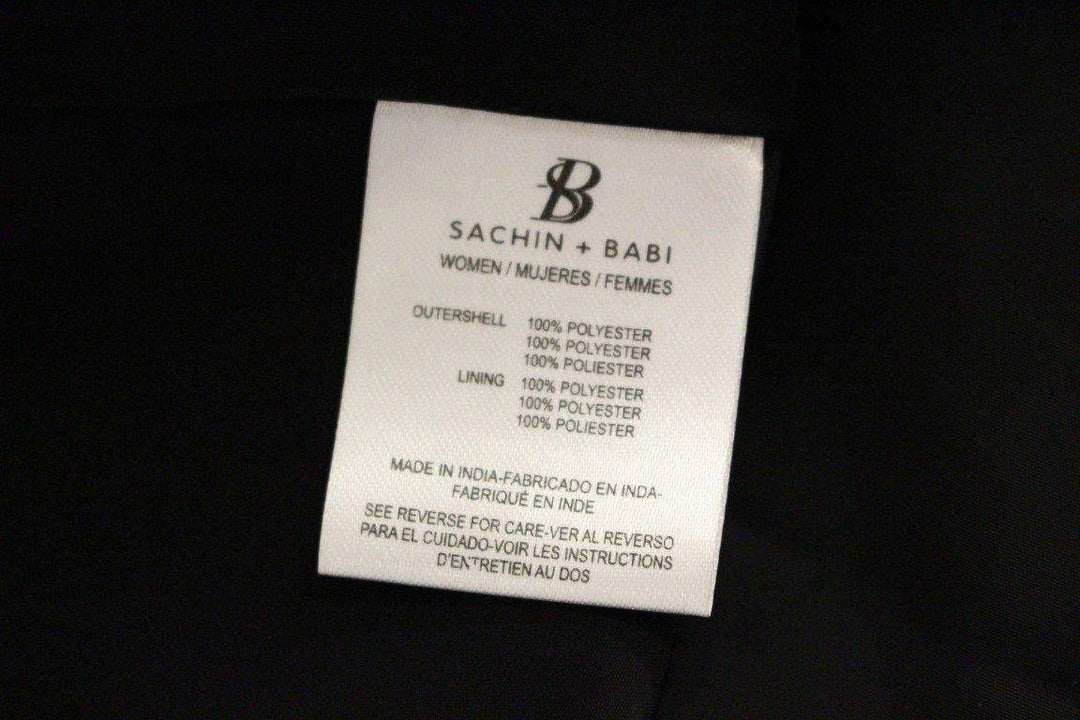 SB
SACHIN + BABI
WOMEN / MUJERES / FEMMES
OUTERSHELL 100% POLYESTER
100% POLYESTER
100% POLIESTER
LINING 100% POLYESTER
100% POLYESTER
100% POLIESTER
MADE IN INDIA-FABRICADO EN INDA-
FABRIQUÉ EN INDE
SEE REVERSE FOR CARE-VER AL REVERSO
PARA EL CUIDADO-VOIR LES INSTRUCTIONS
D'ENTRETIEN AU DOS